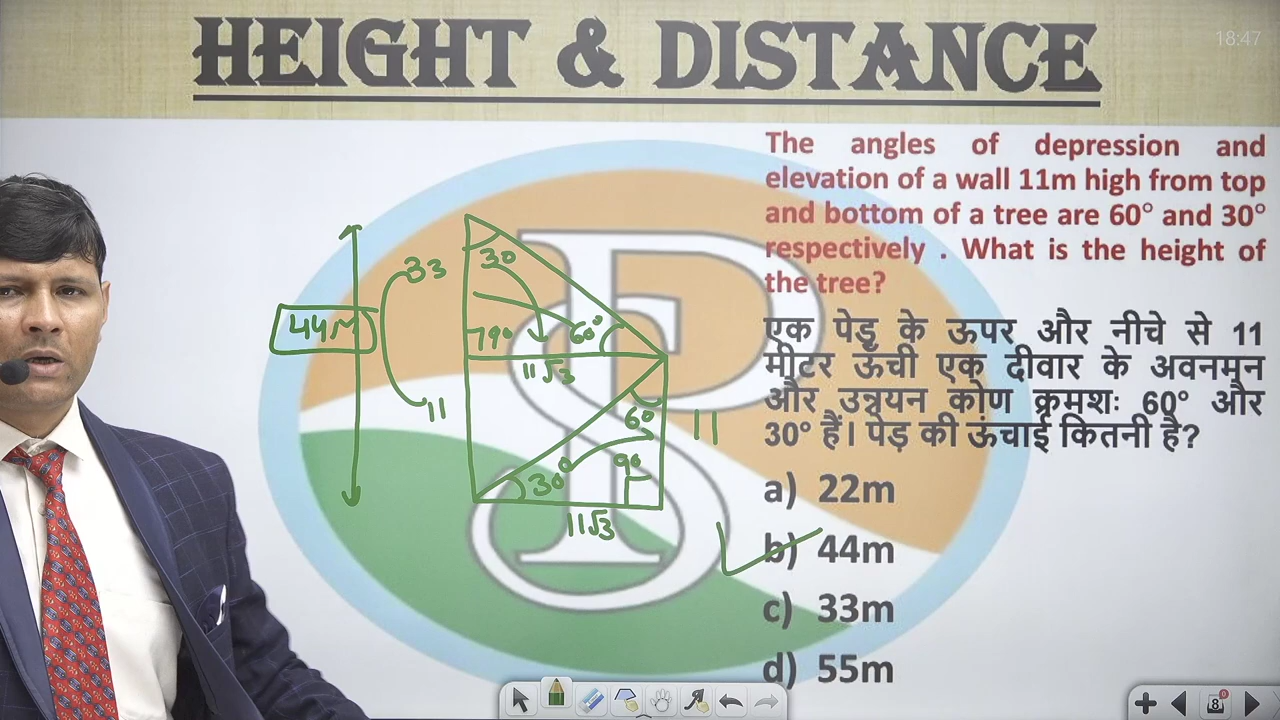 HEIGHT & DISTANCE
18:47
The angles of depression and
elevation of a wall 11m high from top
and bottom of a tree are 60° and 30°
respectively . What is the height of
the tree?
एक पेड़ के ऊपर और नीचे से 11
मीटर ऊँची एक दीवार के अवनमन
और उन्नयन कोण क्रमशः 60° और
30° हैं। पेड़ की ऊंचाई कितनी है?
a) 22m
b) 44m
c) 33m
d) 55m
33
30
44M
790
60°
11√3
11
60
11
30°
90
11√3
8